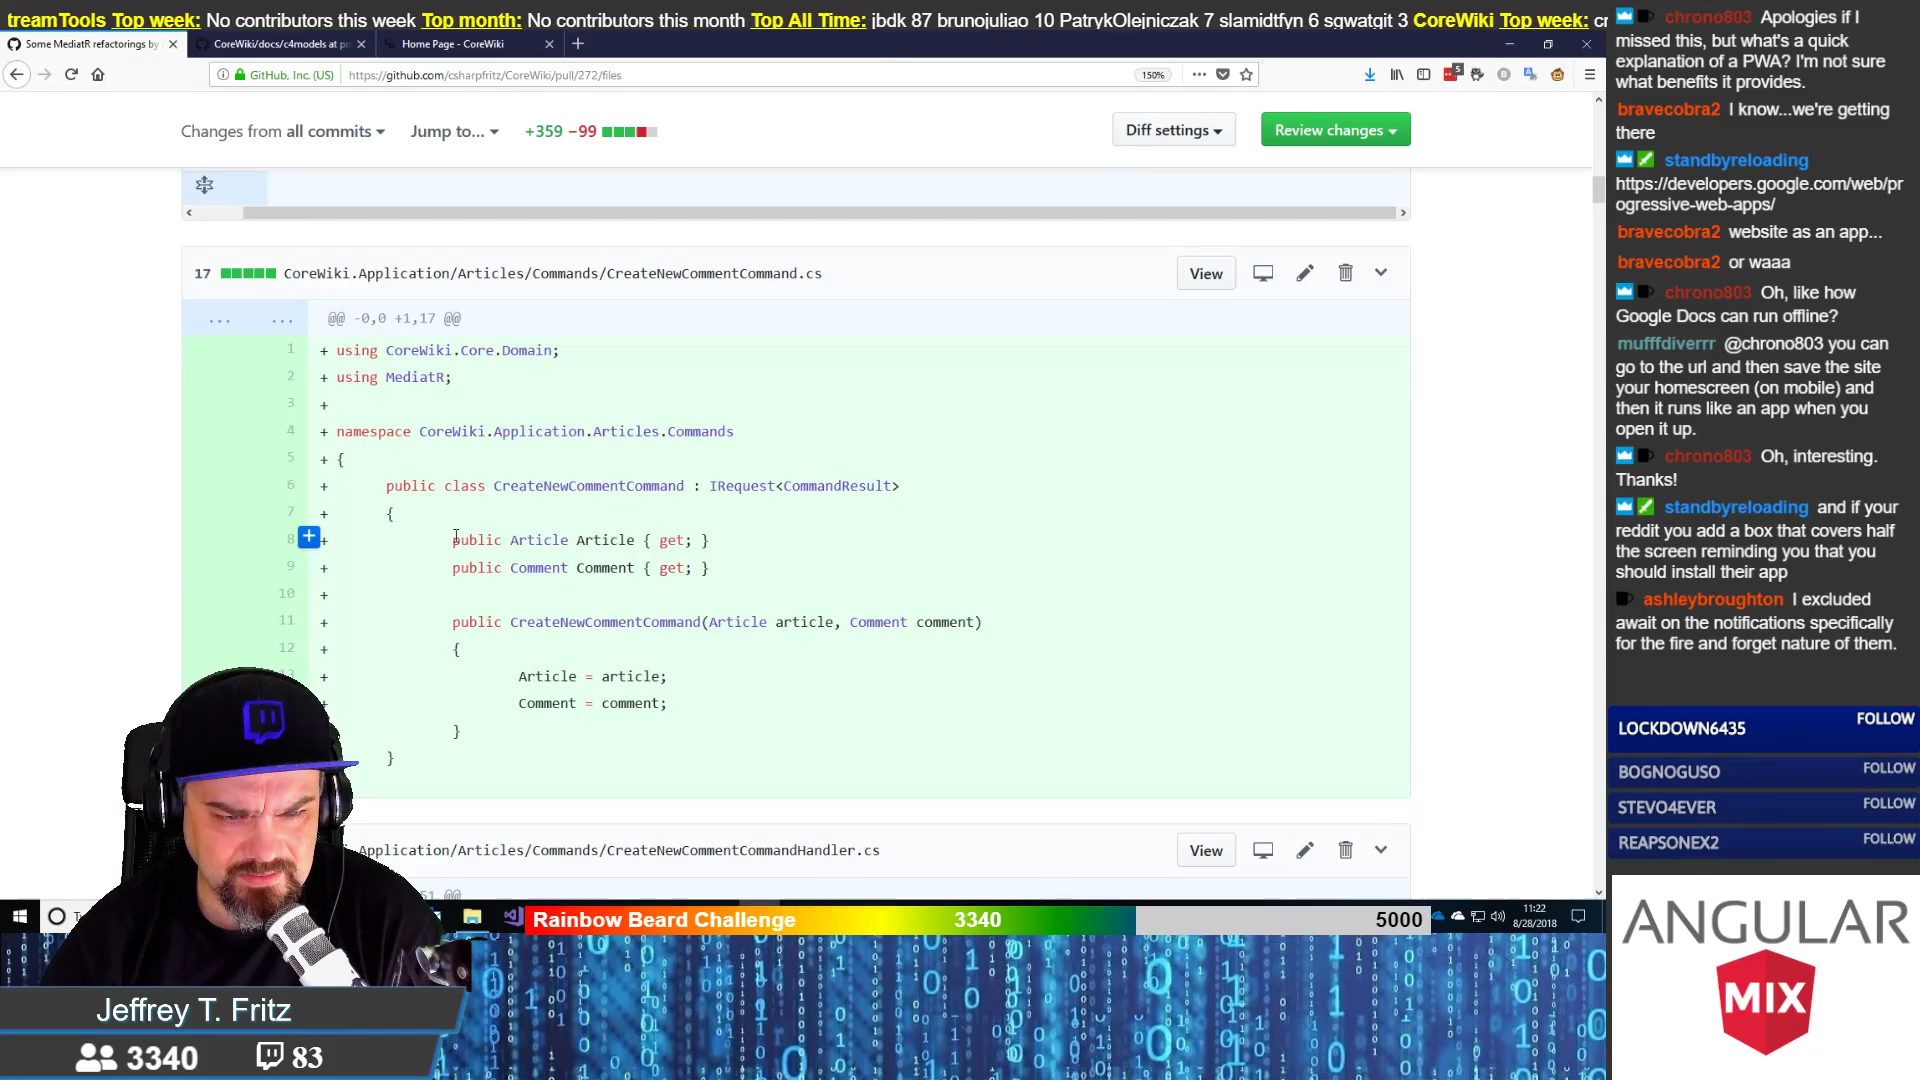 treamTools Top week: No contributors this week Top month: No contributors this month Top All Time: jbdk 87 brunojuliao 10 PatrykOlejniczak 7 slamidtfyn 6 sgwatgit 3 CoreWiki Top week: cr
Some MediatR refactorings by
CoreWiki/docs/c4models at pr
Home Page - CoreWiki
GitHub, Inc. (US)
https://github.com/csharpfritz/CoreWiki/pull/272/files
150%
5
Changes from all commits
Jump to...
+359 −99
Diff settings
Review changes
17 CoreWiki.Application/Articles/Commands/CreateNewCommentCommand.cs
View
... ... @@ -0,0 +1,17 @@
1 + using CoreWiki.Core.Domain;
2 + using MediatR;
3 +
4 + namespace CoreWiki.Application.Articles.Commands
5 + {
6 + public class CreateNewCommentCommand : IRequest<CommandResult>
7 + {
8 + public Article Article { get; }
9 + public Comment Comment { get; }
10 +
11 + public CreateNewCommentCommand(Article article, Comment comment)
12 + {
+ Article = article;
+ Comment = comment;
}
}
.Application/Articles/Commands/CreateNewCommentCommandHandler.cs
View
@@
11:22
8/28/2018
Rainbow Beard Challenge 3340 5000
Jeffrey T. Fritz
3340 83
chrono803 Apologies if I
missed this, but what's a quick
explanation of a PWA? I'm not sure
what benefits it provides.
bravecobra2 I know...we're getting
there
standbyreloading
https://developers.google.com/web/pr
ogressive-web-apps/
bravecobra2 website as an app...
bravecobra2 or waaa
chrono803 Oh, like how
Google Docs can run offline?
mufffdiverrr @chrono803 you can
go to the url and then save the site
your homescreen (on mobile) and
then it runs like an app when you
open it up.
chrono803 Oh, interesting.
Thanks!
standbyreloading and if your
reddit you add a box that covers half
the screen reminding you that you
should install their app
ashleybroughton I excluded
await on the notifications specifically
for the fire and forget nature of them.
LOCKDOWN6435 FOLLOW
BOGNOGUSO FOLLOW
STEVO4EVER FOLLOW
REAPSONEX2 FOLLOW
ANGULAR
MIX